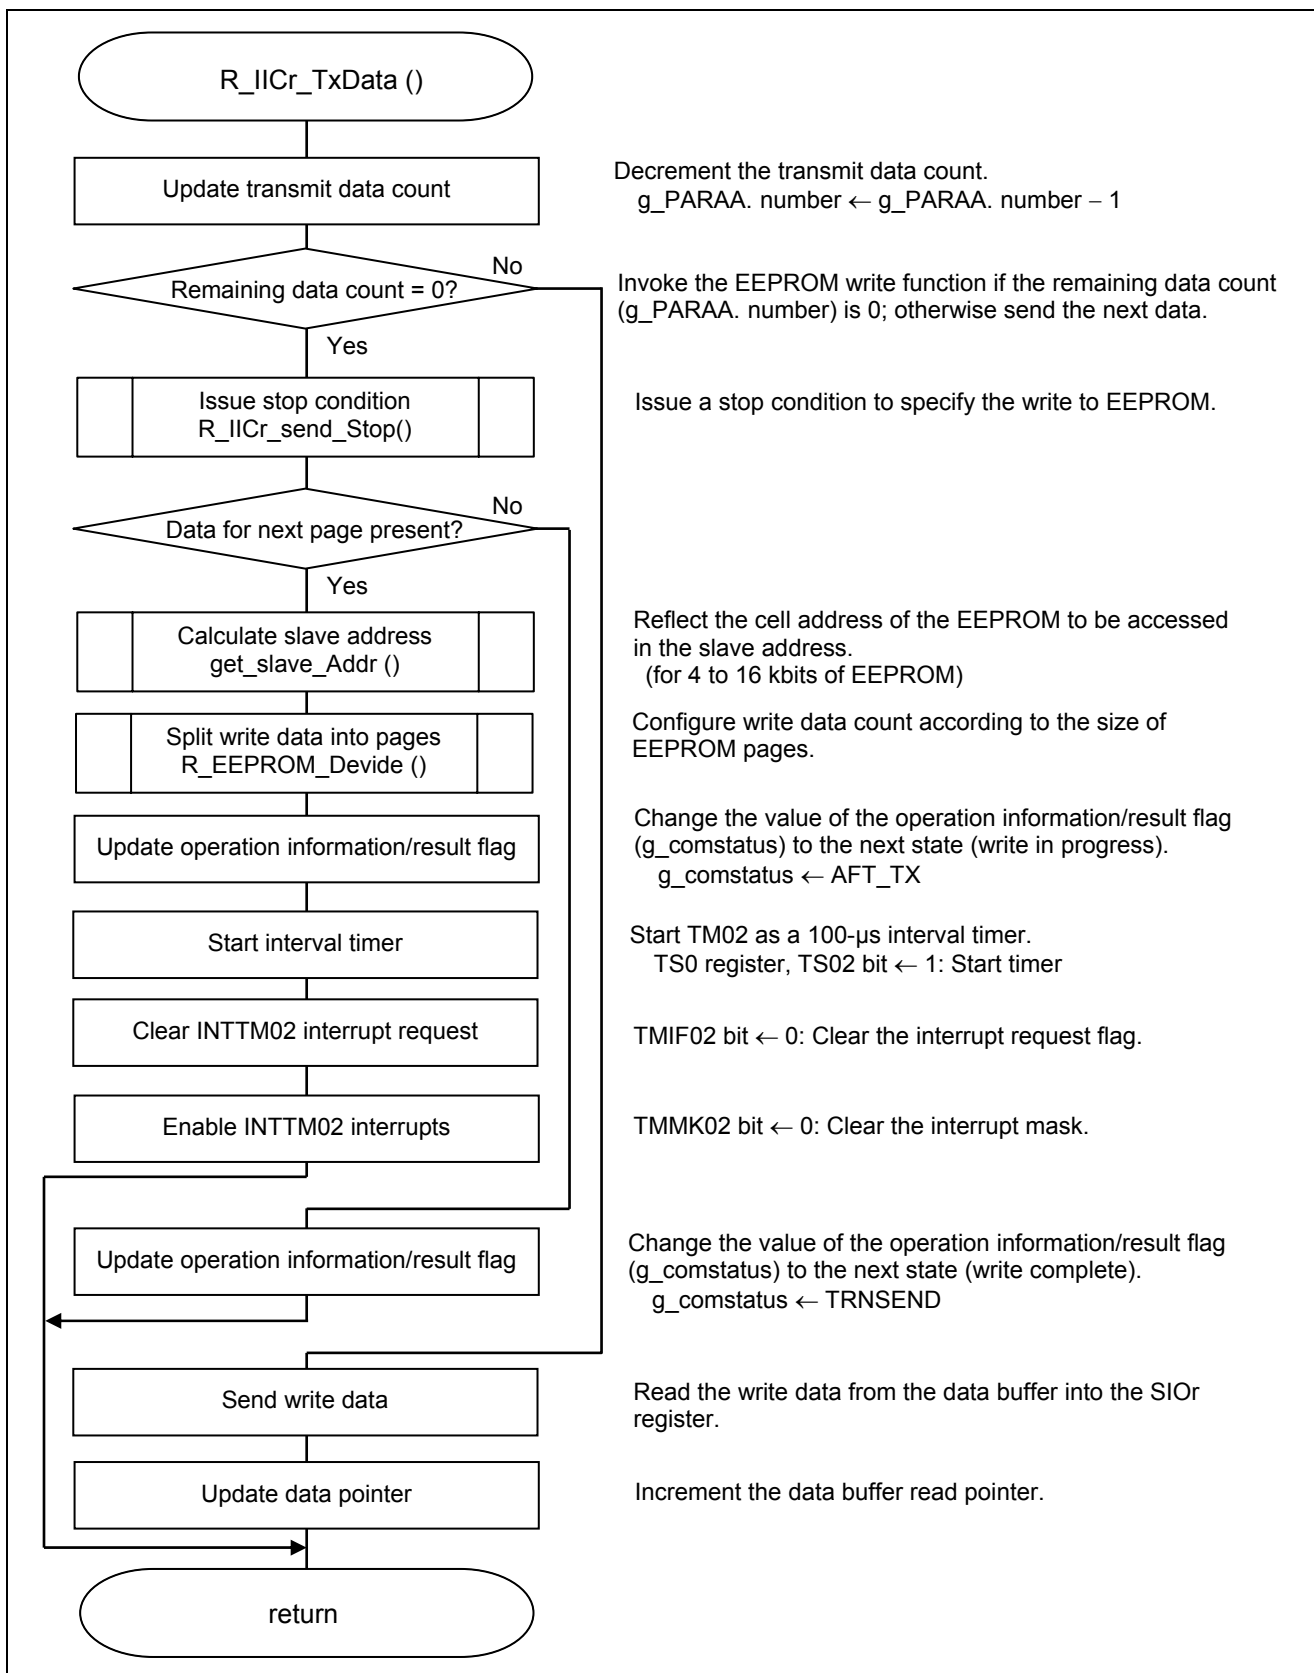 R_IICr_TxData ()
Update transmit data count
Decrement the transmit data count.
g_PARAA. number ← g_PARAA. number – 1
No
Remaining data count = 0?
Invoke the EEPROM write function if the remaining data count
(g_PARAA. number) is 0; otherwise send the next data.
Yes
Issue stop condition
R_IICr_send_Stop()
Issue a stop condition to specify the write to EEPROM.
No
Data for next page present?
Yes
Calculate slave address
get_slave_Addr ()
Reflect the cell address of the EEPROM to be accessed
in the slave address.
(for 4 to 16 kbits of EEPROM)
Split write data into pages
R_EEPROM_Devide ()
Configure write data count according to the size of
EEPROM pages.
Update operation information/result flag
Change the value of the operation information/result flag
(g_comstatus) to the next state (write in progress).
g_comstatus ← AFT_TX
Start interval timer
Start TM02 as a 100-µs interval timer.
TS0 register, TS02 bit ← 1: Start timer
Clear INTTM02 interrupt request
TMIF02 bit ← 0: Clear the interrupt request flag.
Enable INTTM02 interrupts
TMMK02 bit ← 0: Clear the interrupt mask.
Update operation information/result flag
Change the value of the operation information/result flag
(g_comstatus) to the next state (write complete).
g_comstatus ← TRNSEND
Send write data
Read the write data from the data buffer into the SIOr
register.
Update data pointer
Increment the data buffer read pointer.
return